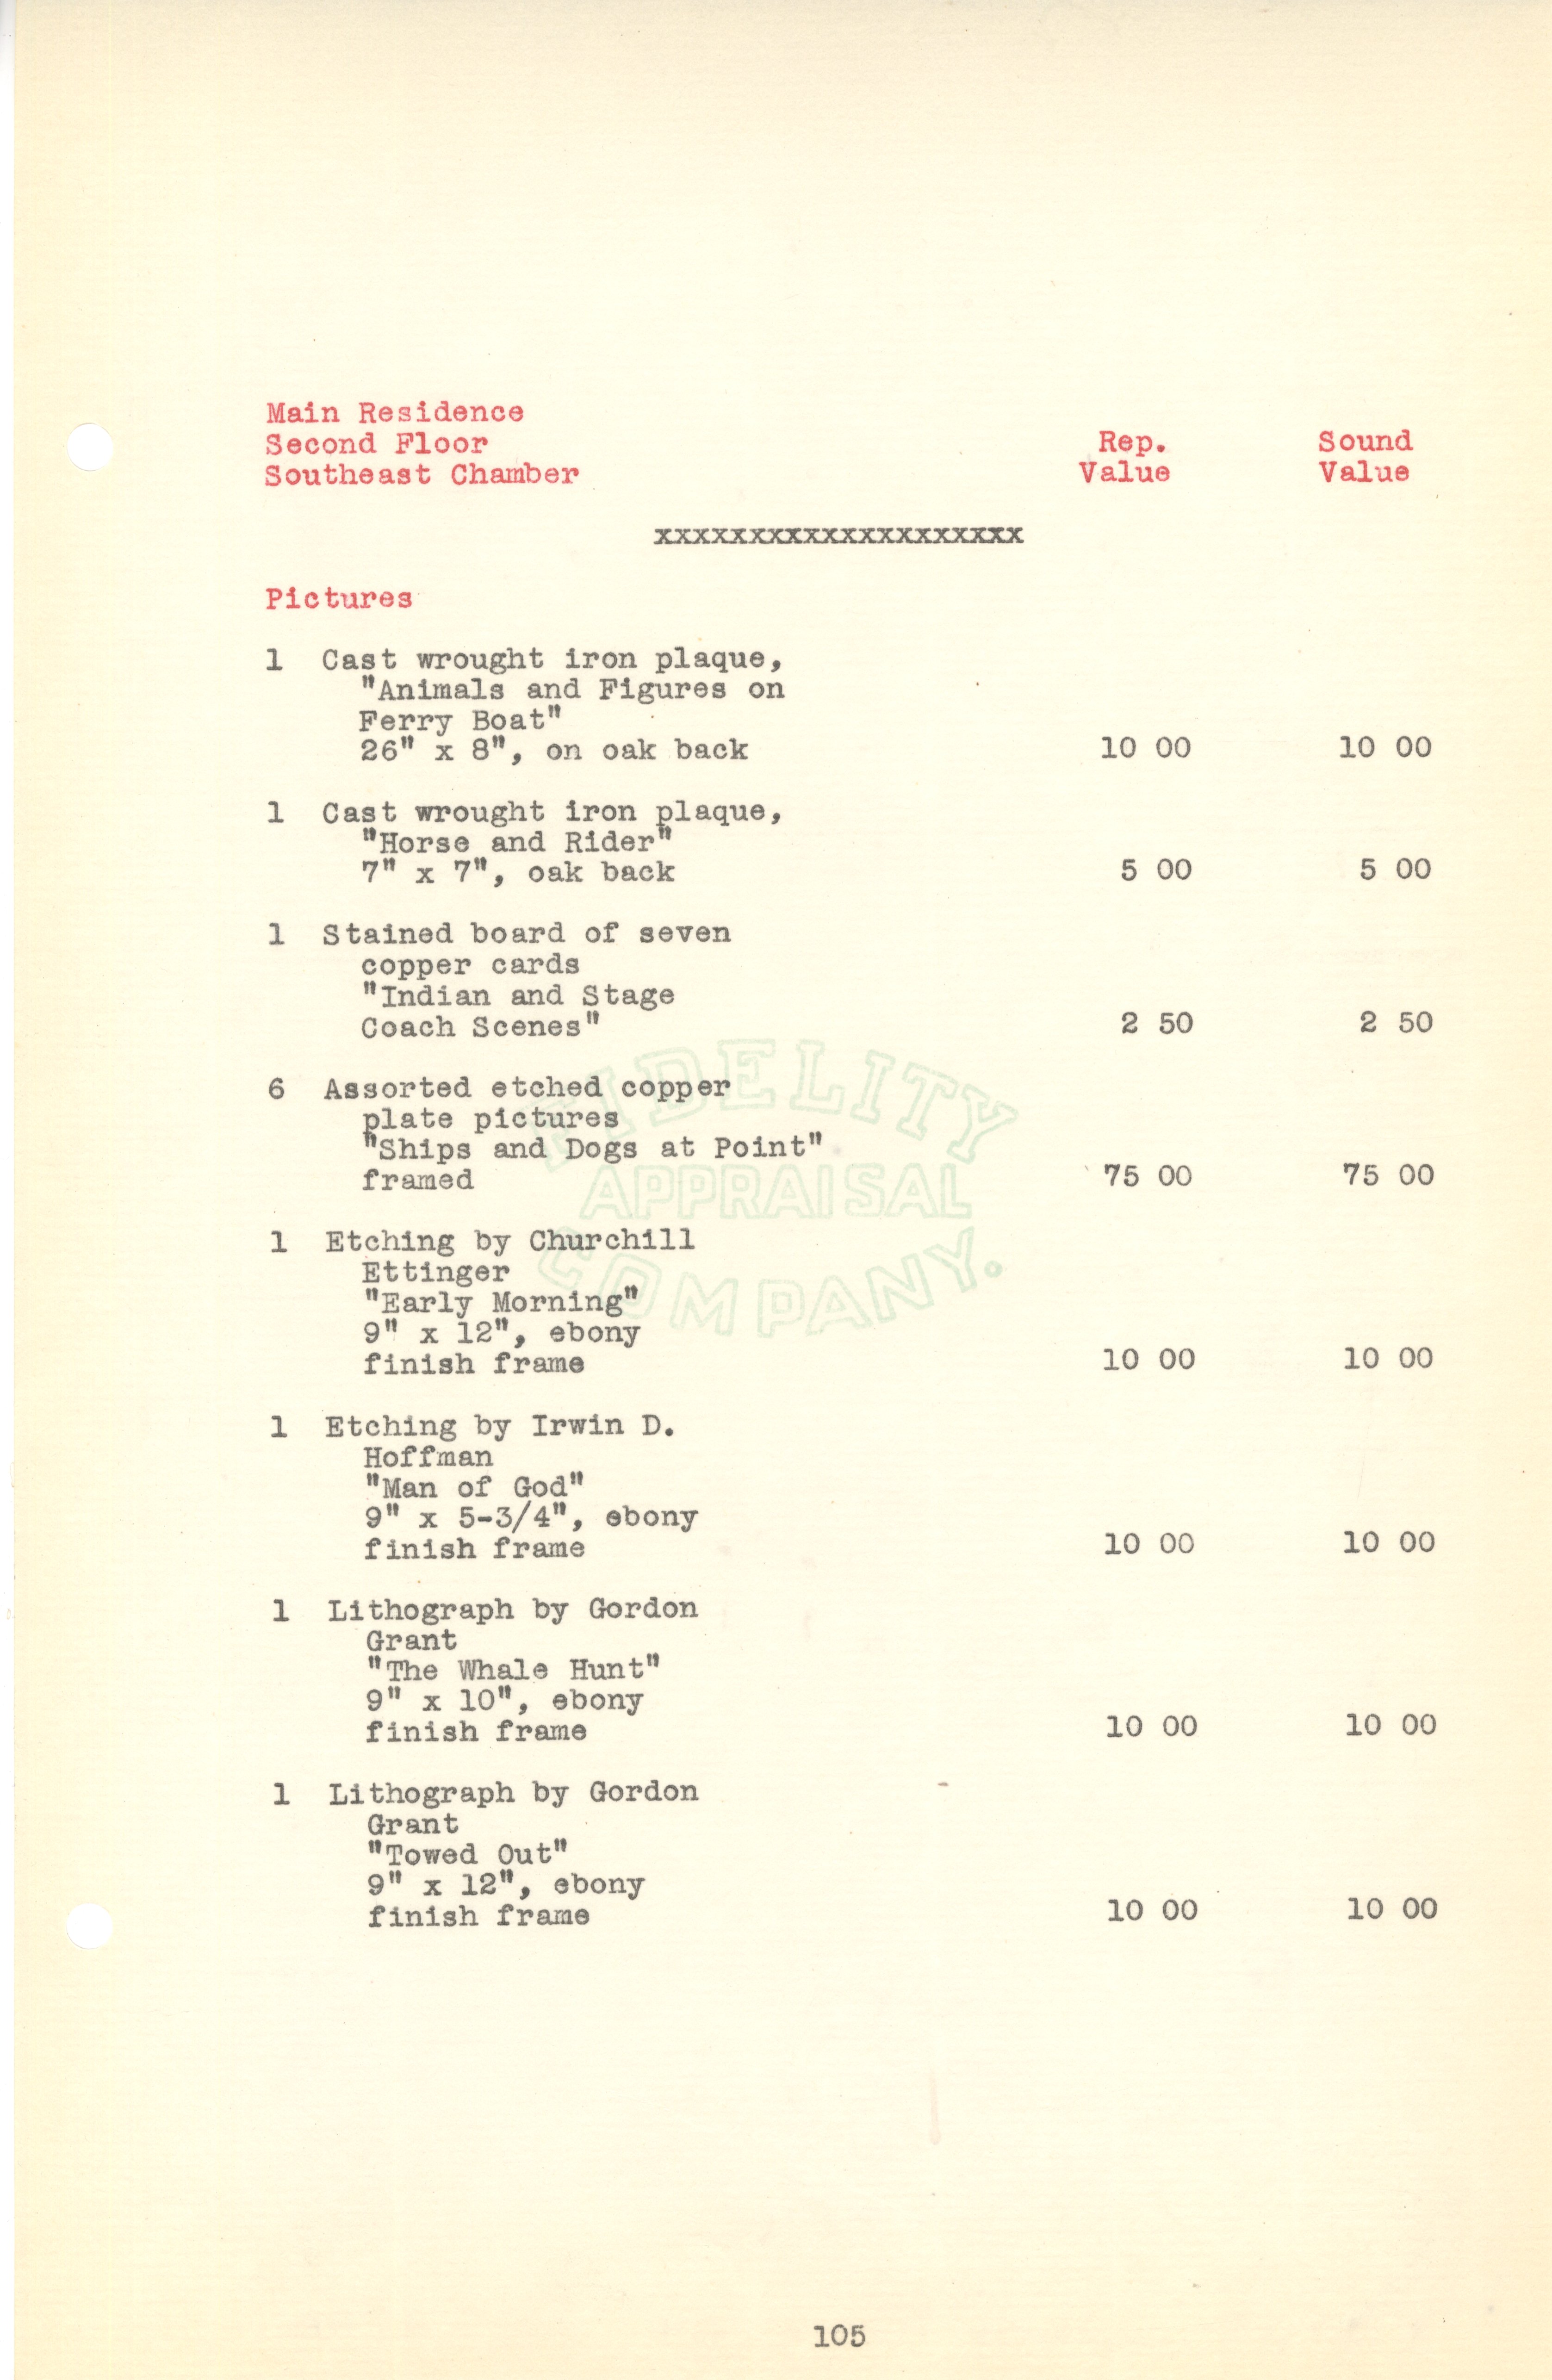 Main Residence
Second Floor Rep. Sound
Southeast Chamber Value Value
xxxxxxxxxxxxxxxxxxxx
Pictures
1 Cast wrought iron plaque,
"Animals and Figures on
Ferry Boat"
26" x 8", on oak back 10 00 10 00
1 Cast wrought iron plaque,
"Horse and Rider"
7" x 7", oak back 5 00 5 00
1 Stained board of seven
copper cards
"Indian and Stage
Coach Scenes" 2 50 2 50
6 Assorted etched copper
plate pictures
"Ships and Dogs at Point"
framed 75 00 75 00
1 Etching by Churchill
Ettinger
"Early Morning"
9" x 12", ebony
finish frame 10 00 10 00
1 Etching by Irwin D.
Hoffman
"Man of God"
9" x 5-3/4", ebony
finish frame 10 00 10 00
1 Lithograph by Gordon
Grant
"The Whale Hunt"
9" x 10", ebony
finish frame 10 00 10 00
1 Lithograph by Gordon
Grant
"Towed Out"
9" x 12", ebony
finish frame 10 00 10 00
FIDELITY
APPRAISAL
COMPANY.
105